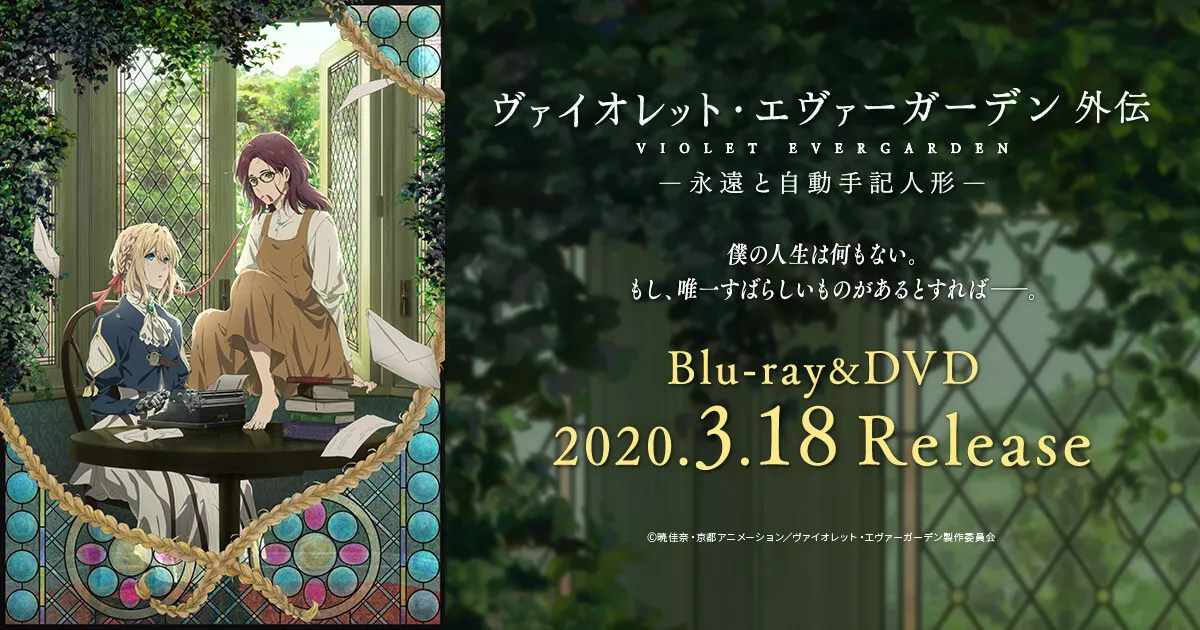 ヴァイオレット・エヴァーガーデン 外伝
VIOLET EVERGARDEN
―永遠と自動手記人形―
僕の人生は何もない。
もし、唯一すばらしいものがあるとすれば――。
Blu-ray&DVD
2020.3.18 Release
©暁佳奈・京都アニメーション／ヴァイオレット・エヴァーガーデン製作委員会